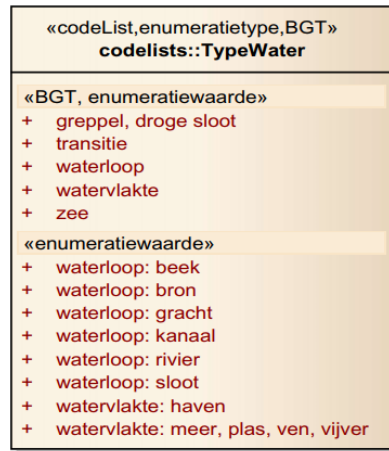 «codeList,enumeratietype,BGT»
codelists::TypeWater
«BGT, enumeratiewaarde»
+ greppel, droge sloot
+ transitie
+ waterloop
+ watervlakte
+ zee
«enumeratiewaarde»
+ waterloop: beek
+ waterloop: bron
+ waterloop: gracht
+ waterloop: kanaal
+ waterloop: rivier
+ waterloop: sloot
+ watervlakte: haven
+ watervlakte: meer, plas, ven, vijver